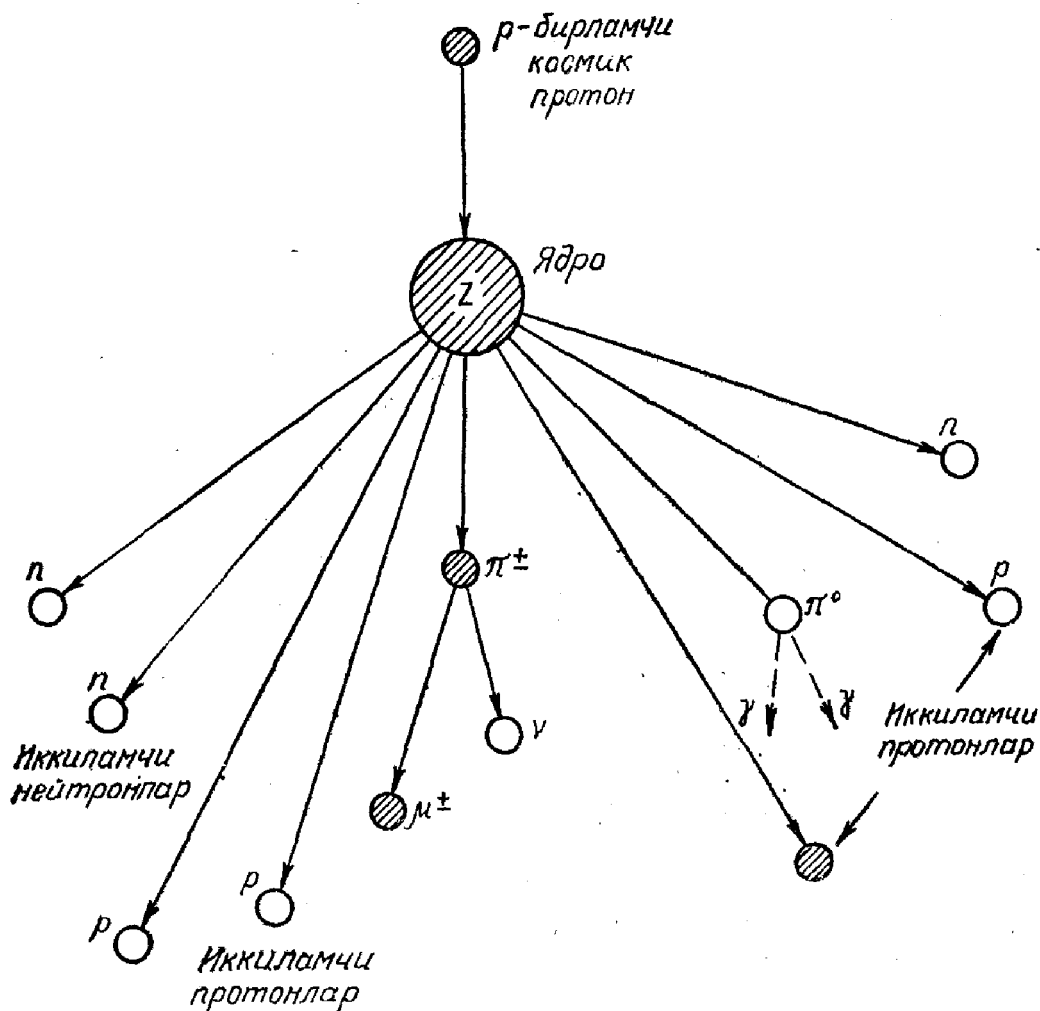 р-бирламчи
космик
протон
Ядро
Z
n
n
π±
π°
p
n
ν
γ
γ
Иккиламчи
протонлар
Иккиламчи
нейтронлар
μ±
p
p
Иккиламчи
протонлар